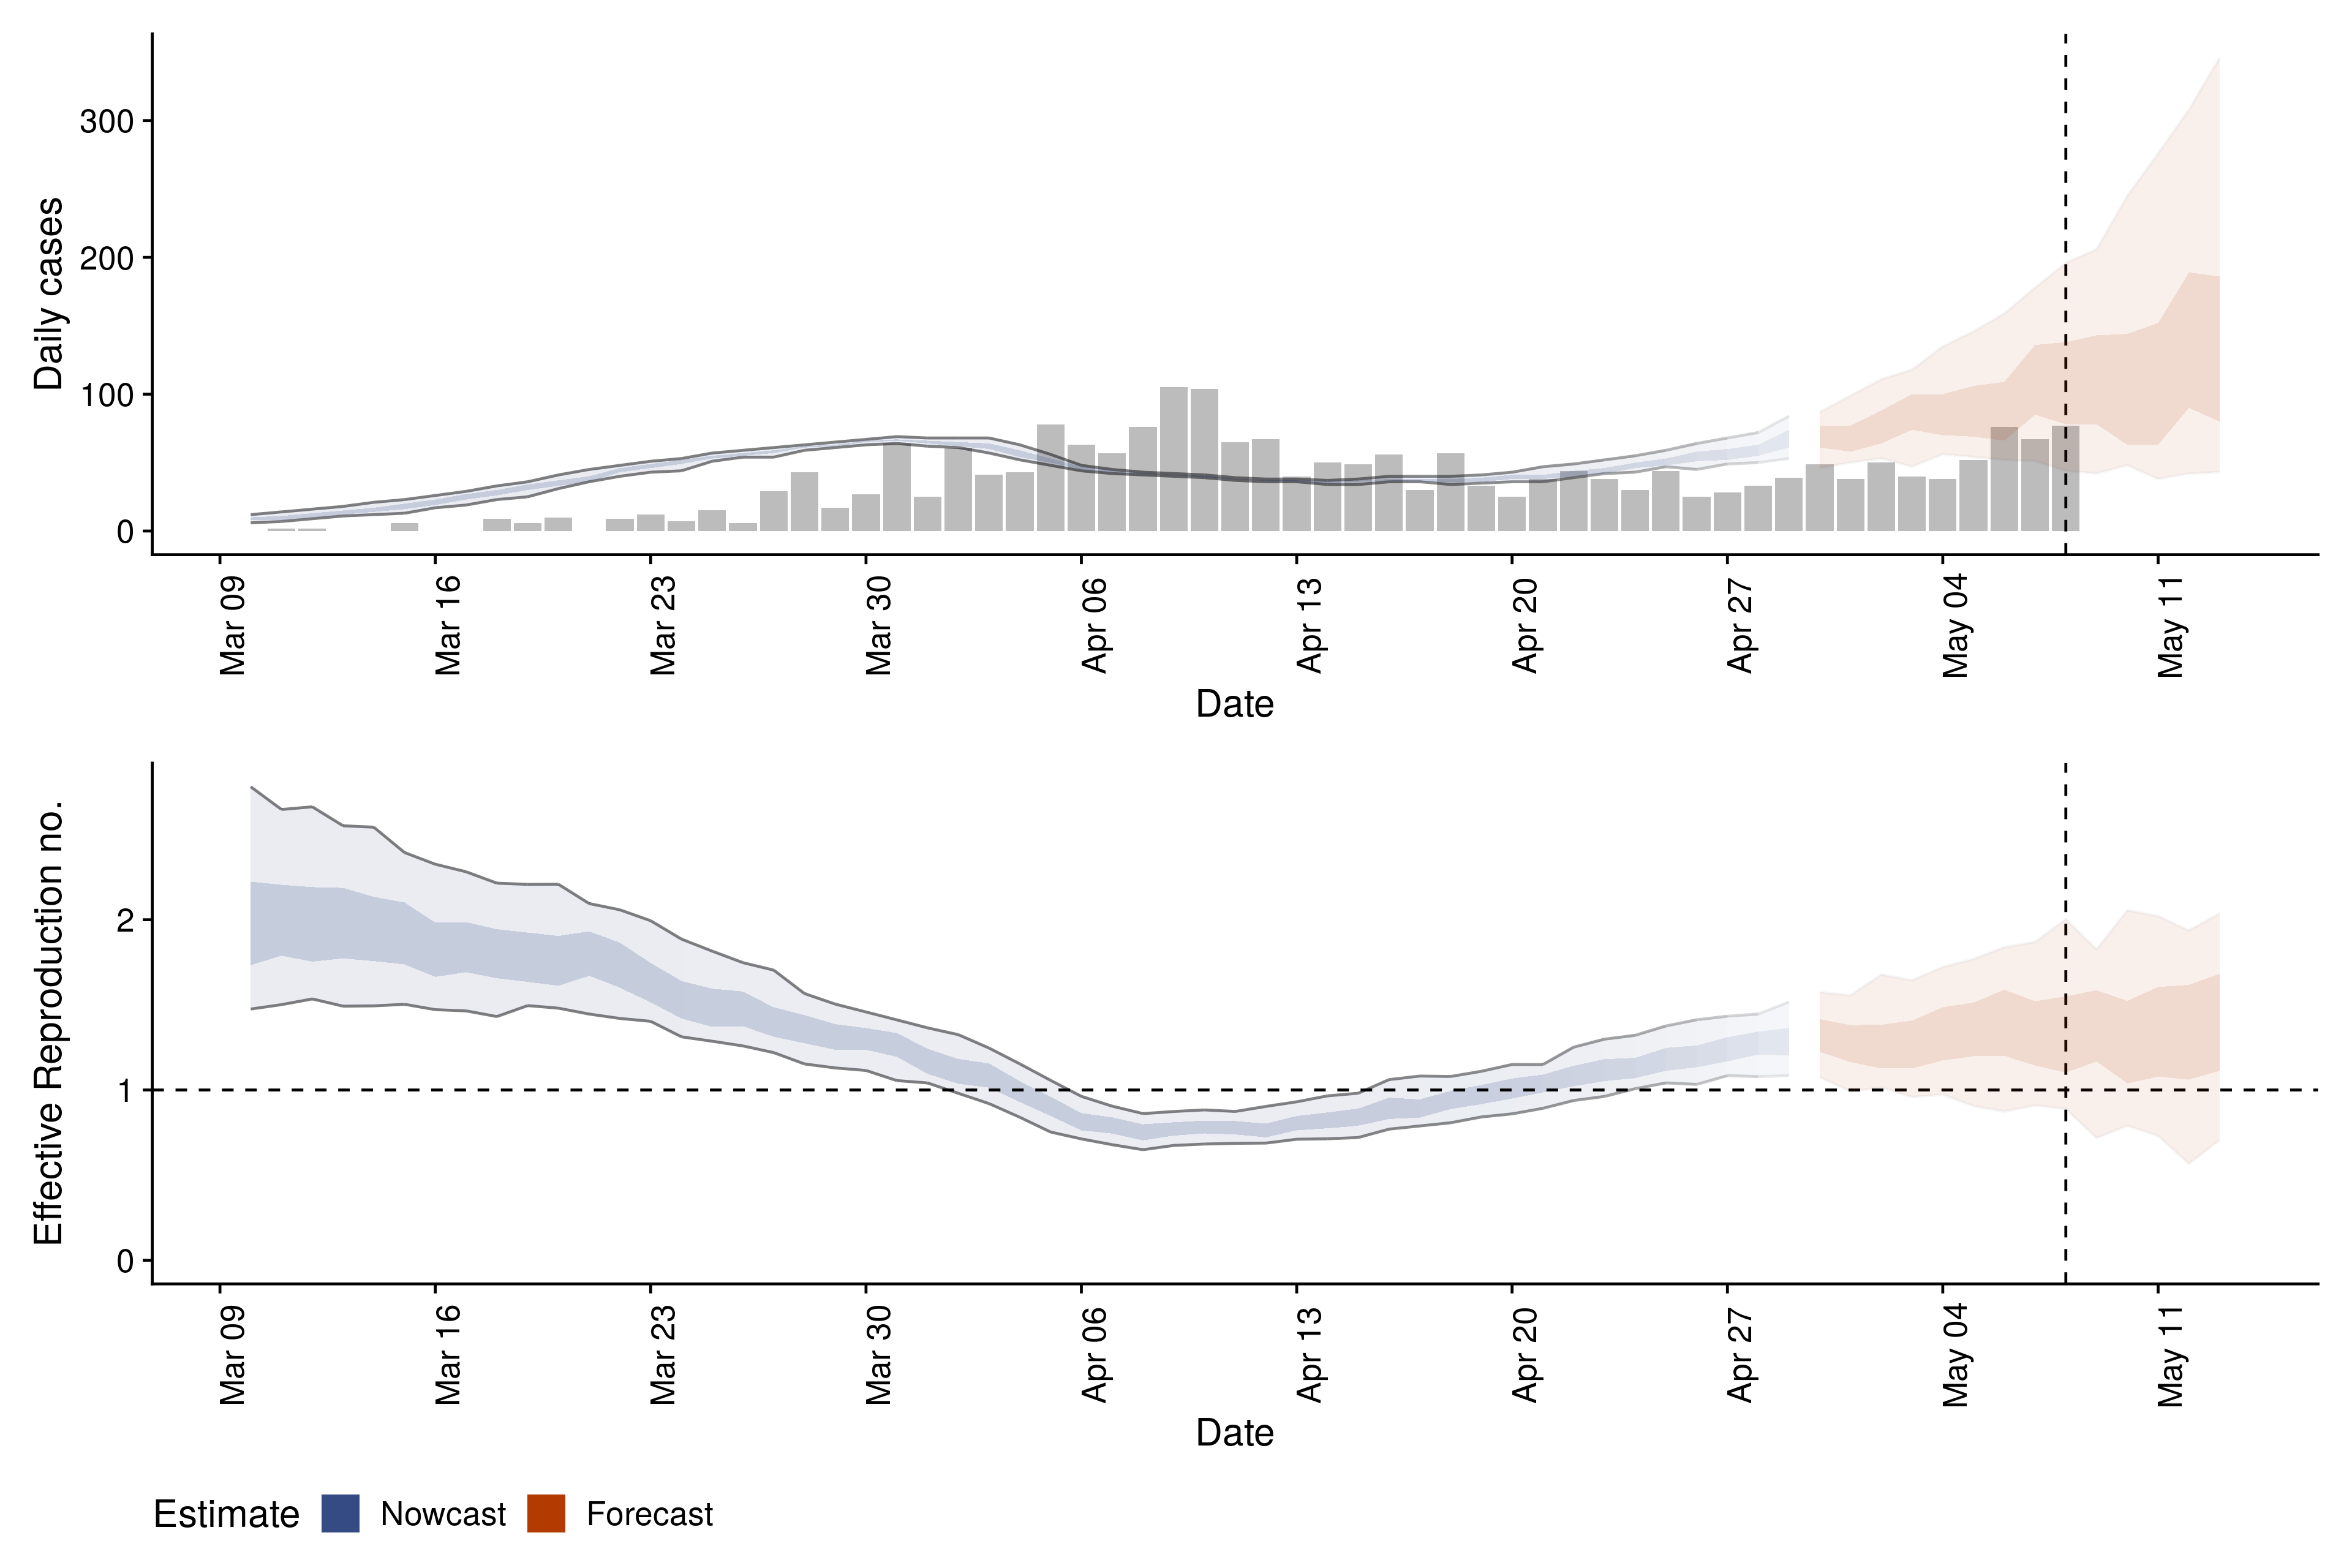 Daily cases
300
200
100
0
Mar 09
Mar 16
Mar 23
Mar 30
Apr 06
Apr 13
Apr 20
Apr 27
May 04
May 11
Date
Effective Reproduction no.
2
1
0
Mar 09
Mar 16
Mar 23
Mar 30
Apr 06
Apr 13
Apr 20
Apr 27
May 04
May 11
Date
Estimate Nowcast Forecast